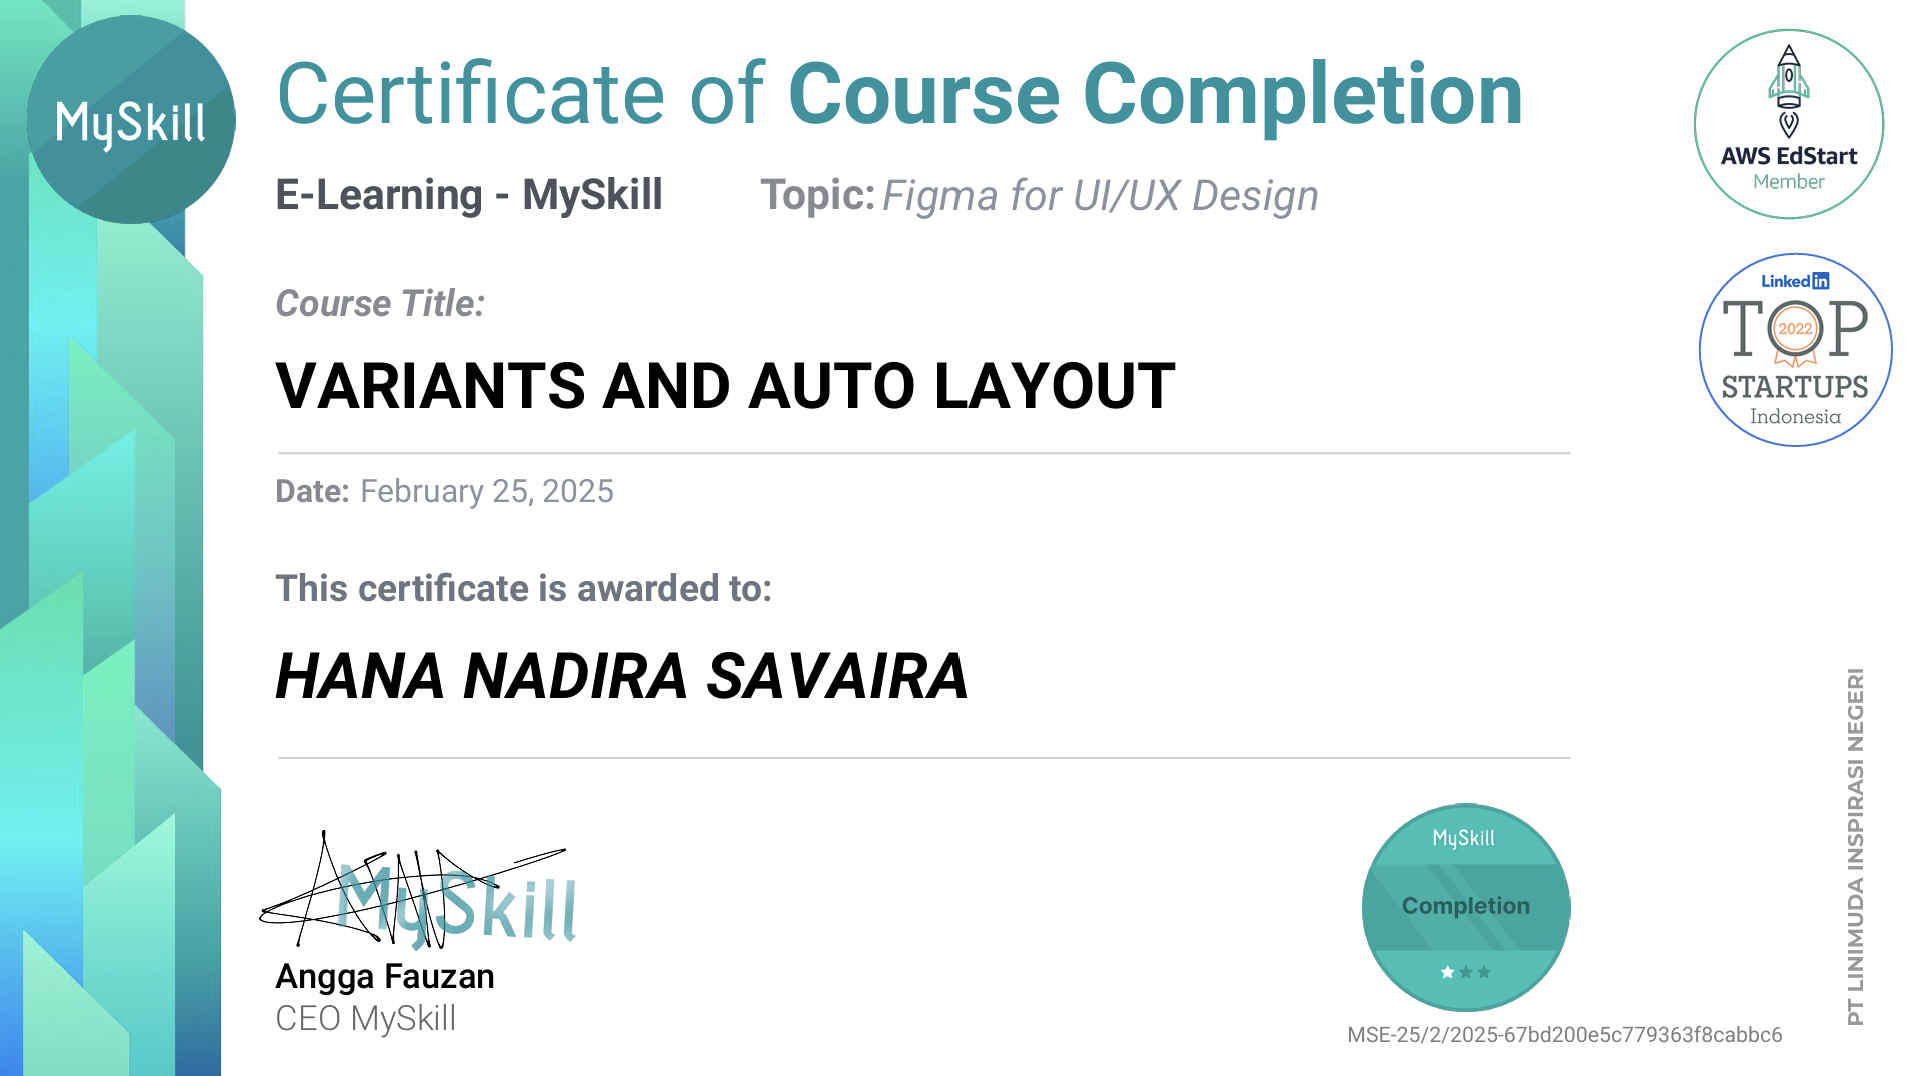 MySkill
Certificate of Course Completion
E-Learning - MySkill
Topic: Figma for UI/UX Design
AWS EdStart
Member
LinkedIn
TOP
2022
STARTUPS
Indonesia
Course Title:
VARIANTS AND AUTO LAYOUT
Date: February 25, 2025
This certificate is awarded to:
HANA NADIRA SAVAIRA
MySkill
Angga Fauzan
CEO MySkill
MySkill
Completion
MSE-25/2/2025-67bd200e5c779363f8cabbc6
PT LINIMUDA INSPIRASI NEGERI